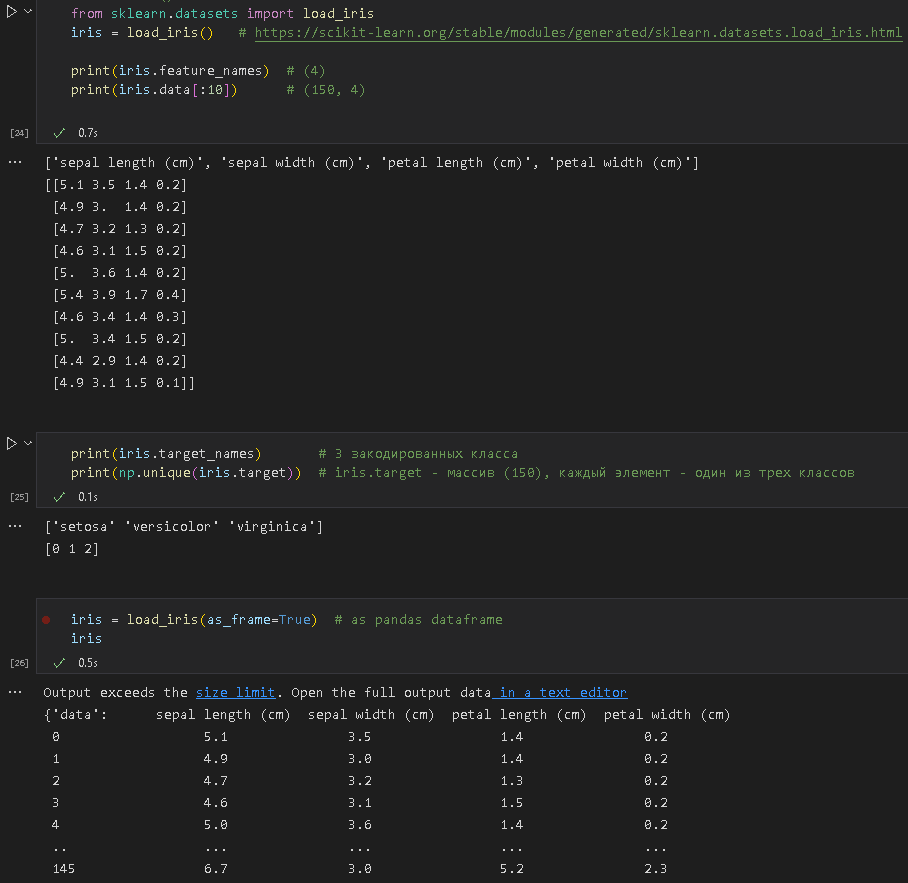 from sklearn.datasets import load_iris
iris = load_iris()   # https://scikit-learn.org/stable/modules/generated/sklearn.datasets.load_iris.html
print(iris.feature_names)  # (4)
print(iris.data[:10])      # (150, 4)
[24] ✓ 0.7s
... ['sepal length (cm)', 'sepal width (cm)', 'petal length (cm)', 'petal width (cm)']
[[5.1 3.5 1.4 0.2]
 [4.9 3.  1.4 0.2]
 [4.7 3.2 1.3 0.2]
 [4.6 3.1 1.5 0.2]
 [5.  3.6 1.4 0.2]
 [5.4 3.9 1.7 0.4]
 [4.6 3.4 1.4 0.3]
 [5.  3.4 1.5 0.2]
 [4.4 2.9 1.4 0.2]
 [4.9 3.1 1.5 0.1]]
print(iris.target_names)       # 3 закодированных класса
print(np.unique(iris.target))  # iris.target - массив (150), каждый элемент - один из трех классов
[25] ✓ 0.1s
... ['setosa' 'versicolor' 'virginica']
[0 1 2]
iris = load_iris(as_frame=True)  # as pandas dataframe
iris
[26] ✓ 0.5s
... Output exceeds the size limit. Open the full output data in a text editor
{'data':      sepal length (cm)  sepal width (cm)  petal length (cm)  petal width (cm)
 0                  5.1               3.5                1.4               0.2
 1                  4.9               3.0                1.4               0.2
 2                  4.7               3.2                1.3               0.2
 3                  4.6               3.1                1.5               0.2
 4                  5.0               3.6                1.4               0.2
 ..                 ...               ...                ...               ...
 145                6.7               3.0                5.2               2.3